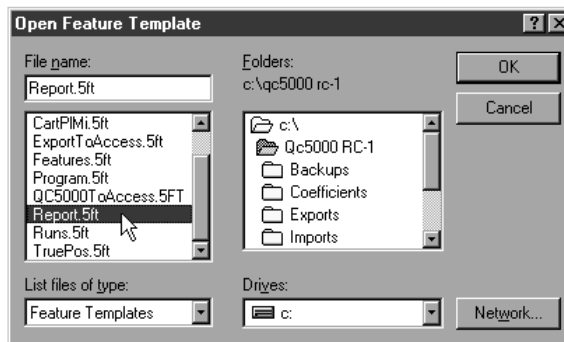 Open Feature Template
File name:
Report.5ft
CartPlMi.5ft
ExportToAccess.5ft
Features.5ft
Program.5ft
QC5000ToAccess.5FT
Report.5ft
Runs.5ft
TruePos.5ft
List files of type:
Feature Templates
Folders:
c:\qc5000 rc-1
c:\
Qc5000 RC-1
Backups
Coefficients
Exports
Imports
Drives:
c:
OK
Cancel
Network...